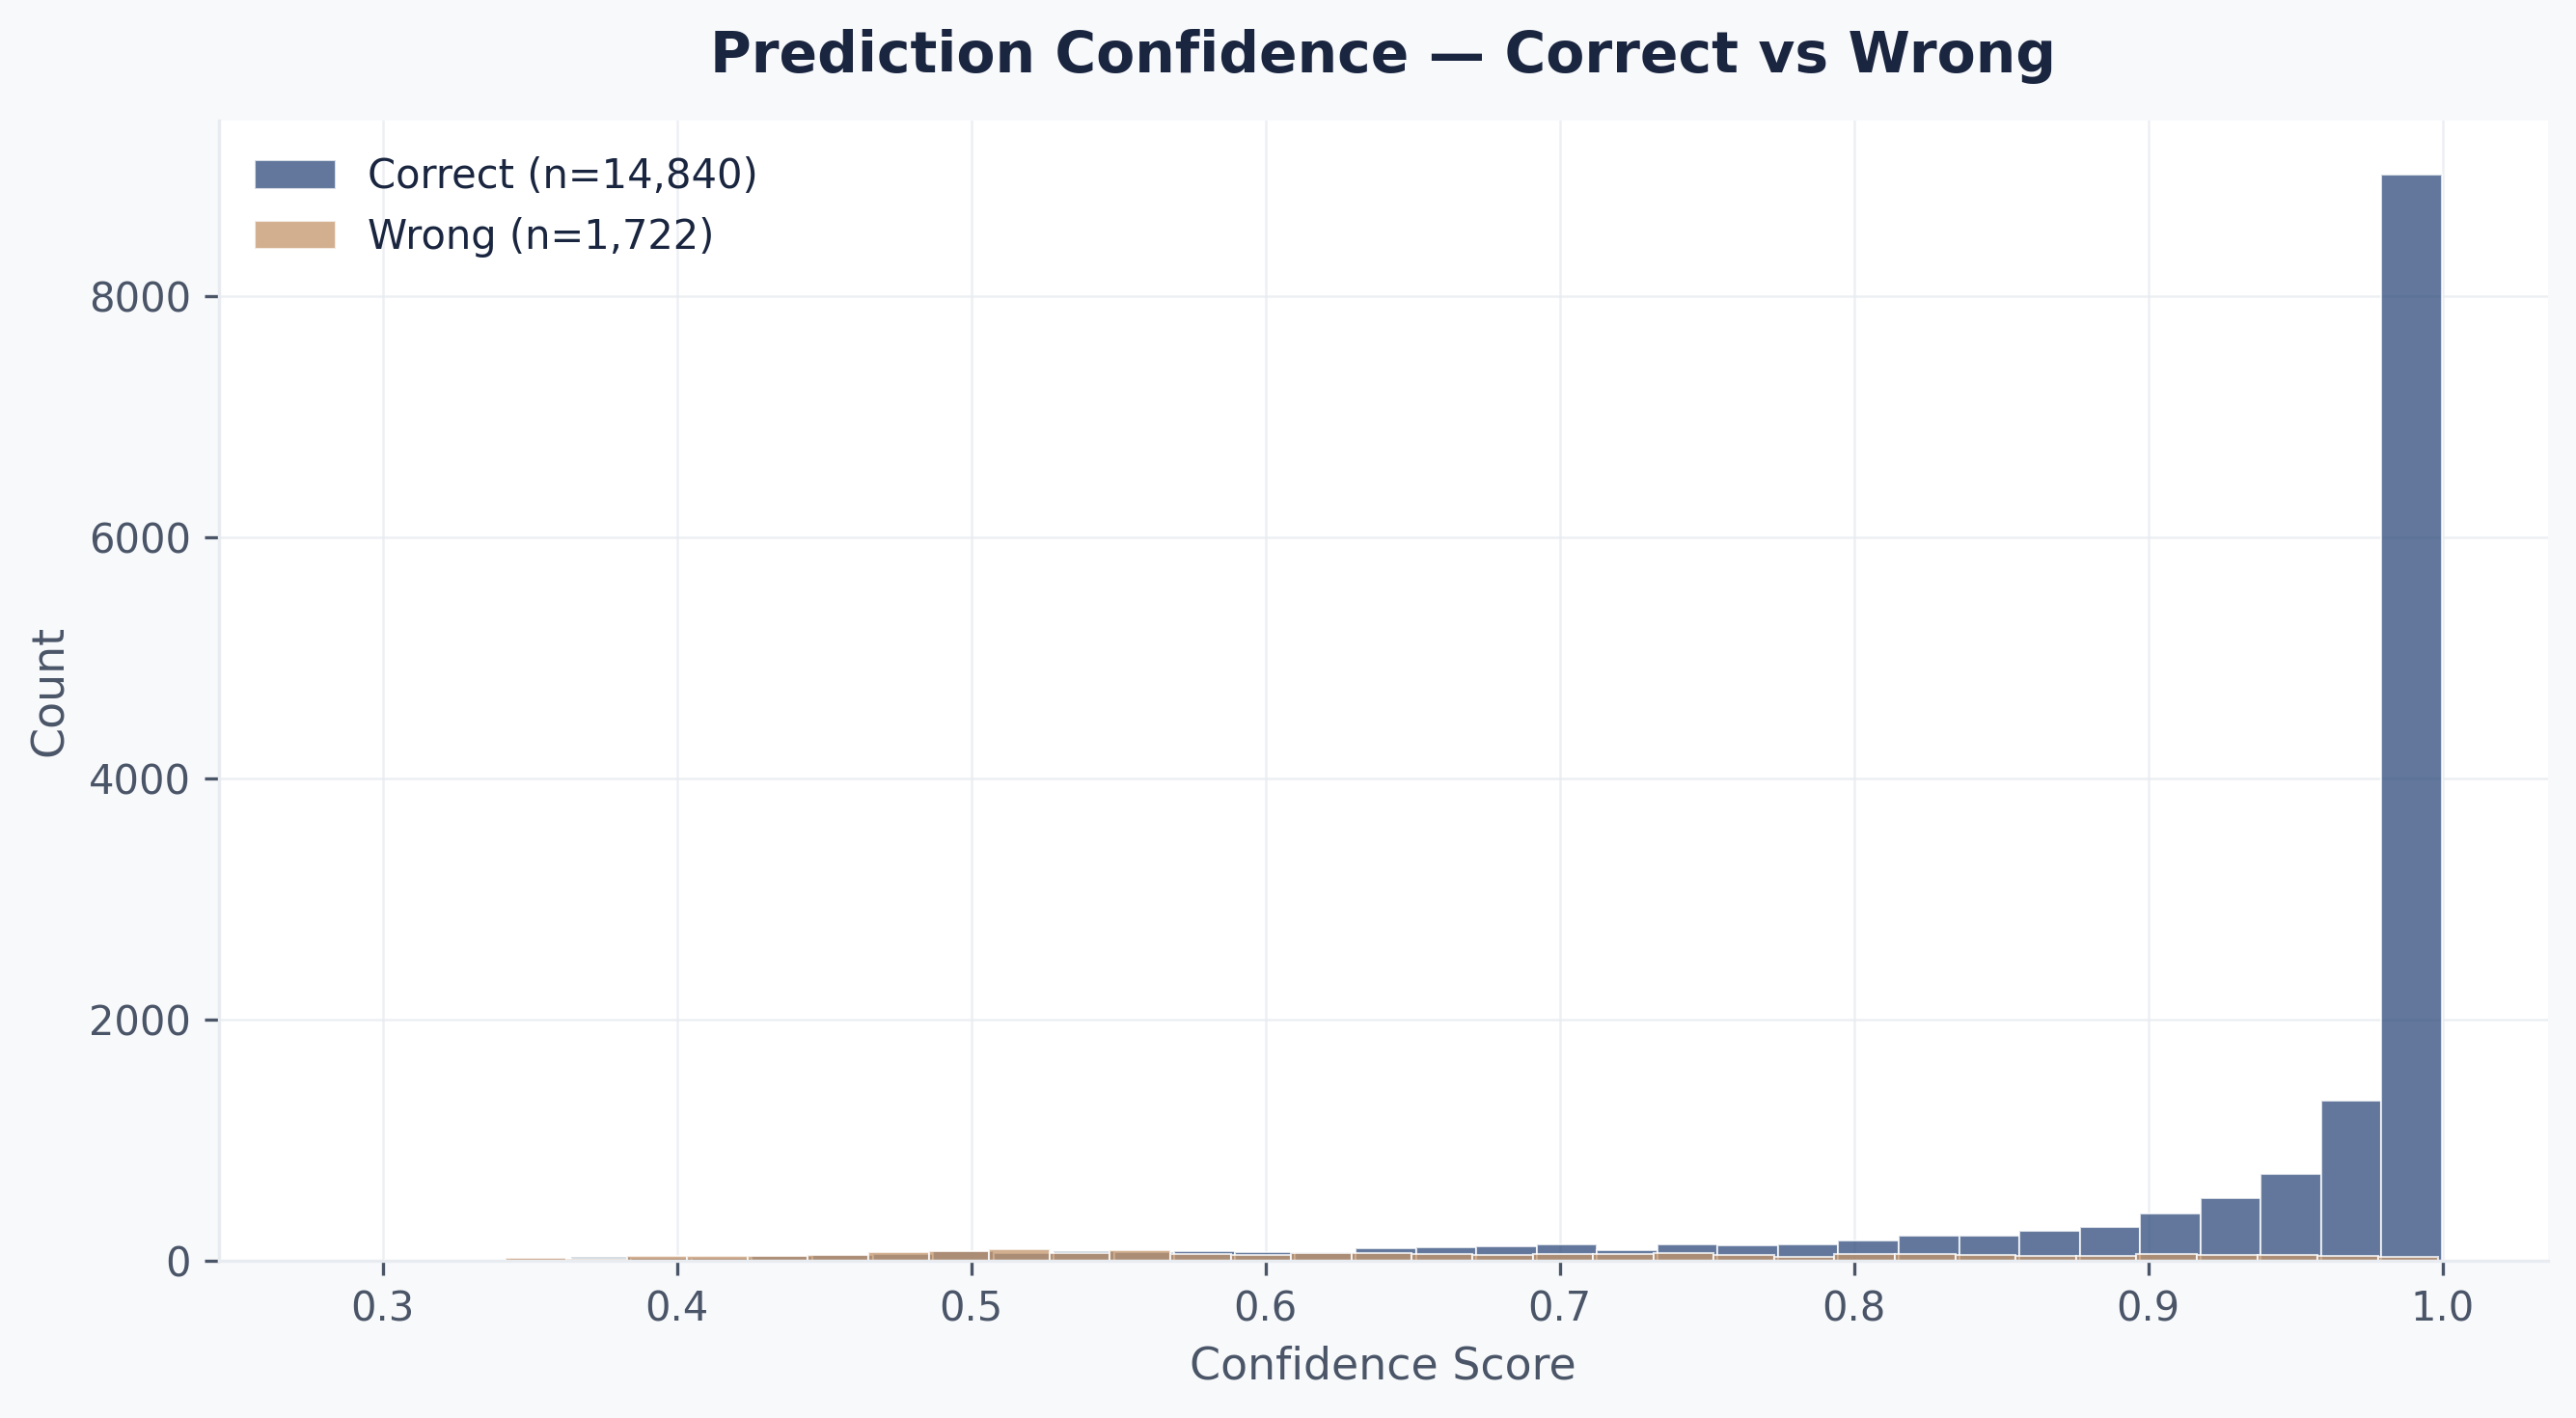 Prediction Confidence — Correct vs Wrong
Correct (n=14,840)
Wrong (n=1,722)
8000
6000
4000
2000
0
Count
0.3 0.4 0.5 0.6 0.7 0.8 0.9 1.0
Confidence Score